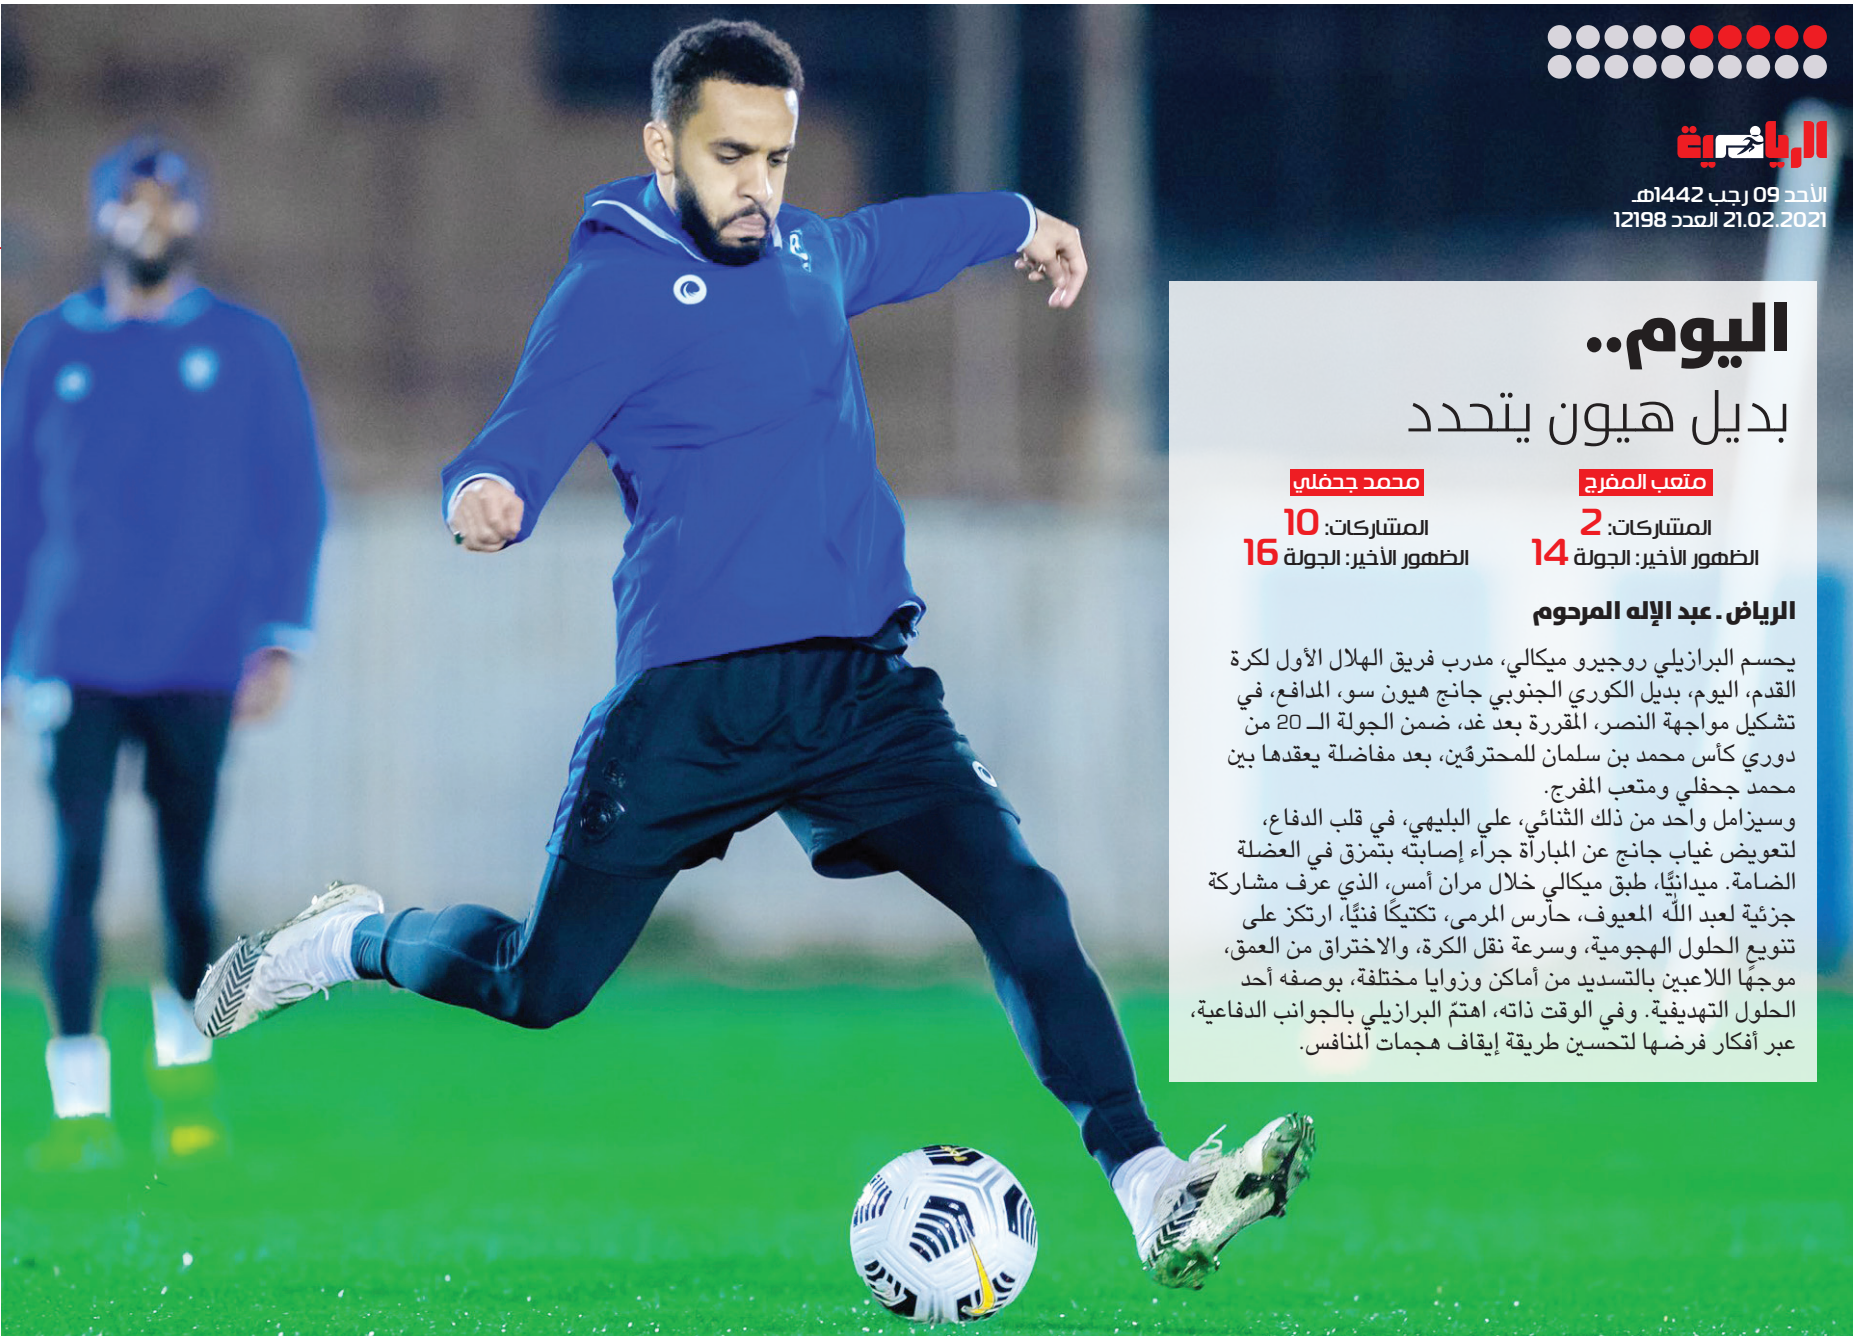 الرياضية
الأحد 09 رجب 1442هـ
21.02.2021 العدد 12198
اليوم..
بديل هيون يتحدد
متعب المفرج
المشاركات: 2
الظهور الأخير: الجولة 14
محمد جحفلي
المشاركات: 10
الظهور الأخير: الجولة 16
الرياض ـ عبد الإله المرحوم
يحسم البرازيلي روجيرو ميكالي، مدرب فريق الهلال الأول لكرة
القدم، اليوم، بديل الكوري الجنوبي جانج هيون سو، المدافع، في
تشكيل مواجهة النصر، المقررة بعد غد، ضمن الجولة الـ 20 من
دوري كأس محمد بن سلمان للمحترفين، بعد مفاضلة يعقدها بين
محمد جحفلي ومتعب المفرج.
وسيزامل واحد من ذلك الثنائي، علي البليهي، في قلب الدفاع،
لتعويض غياب جانج عن المباراة جراء إصابته بتمزق في العضلة
الضامة. ميدانيًّا، طبق ميكالي خلال مران أمس، الذي عرف مشاركة
جزئية لعبد الله المعيوف، حارس المرمى، تكتيكًا فنيًّا، ارتكز على
تنويع الحلول الهجومية، وسرعة نقل الكرة، والاختراق من العمق،
موجهًا اللاعبين بالتسديد من أماكن وزوايا مختلفة، بوصفه أحد
الحلول التهديفية. وفي الوقت ذاته، اهتمّ البرازيلي بالجوانب الدفاعية،
عبر أفكار فرضها لتحسين طريقة إيقاف هجمات المنافس.